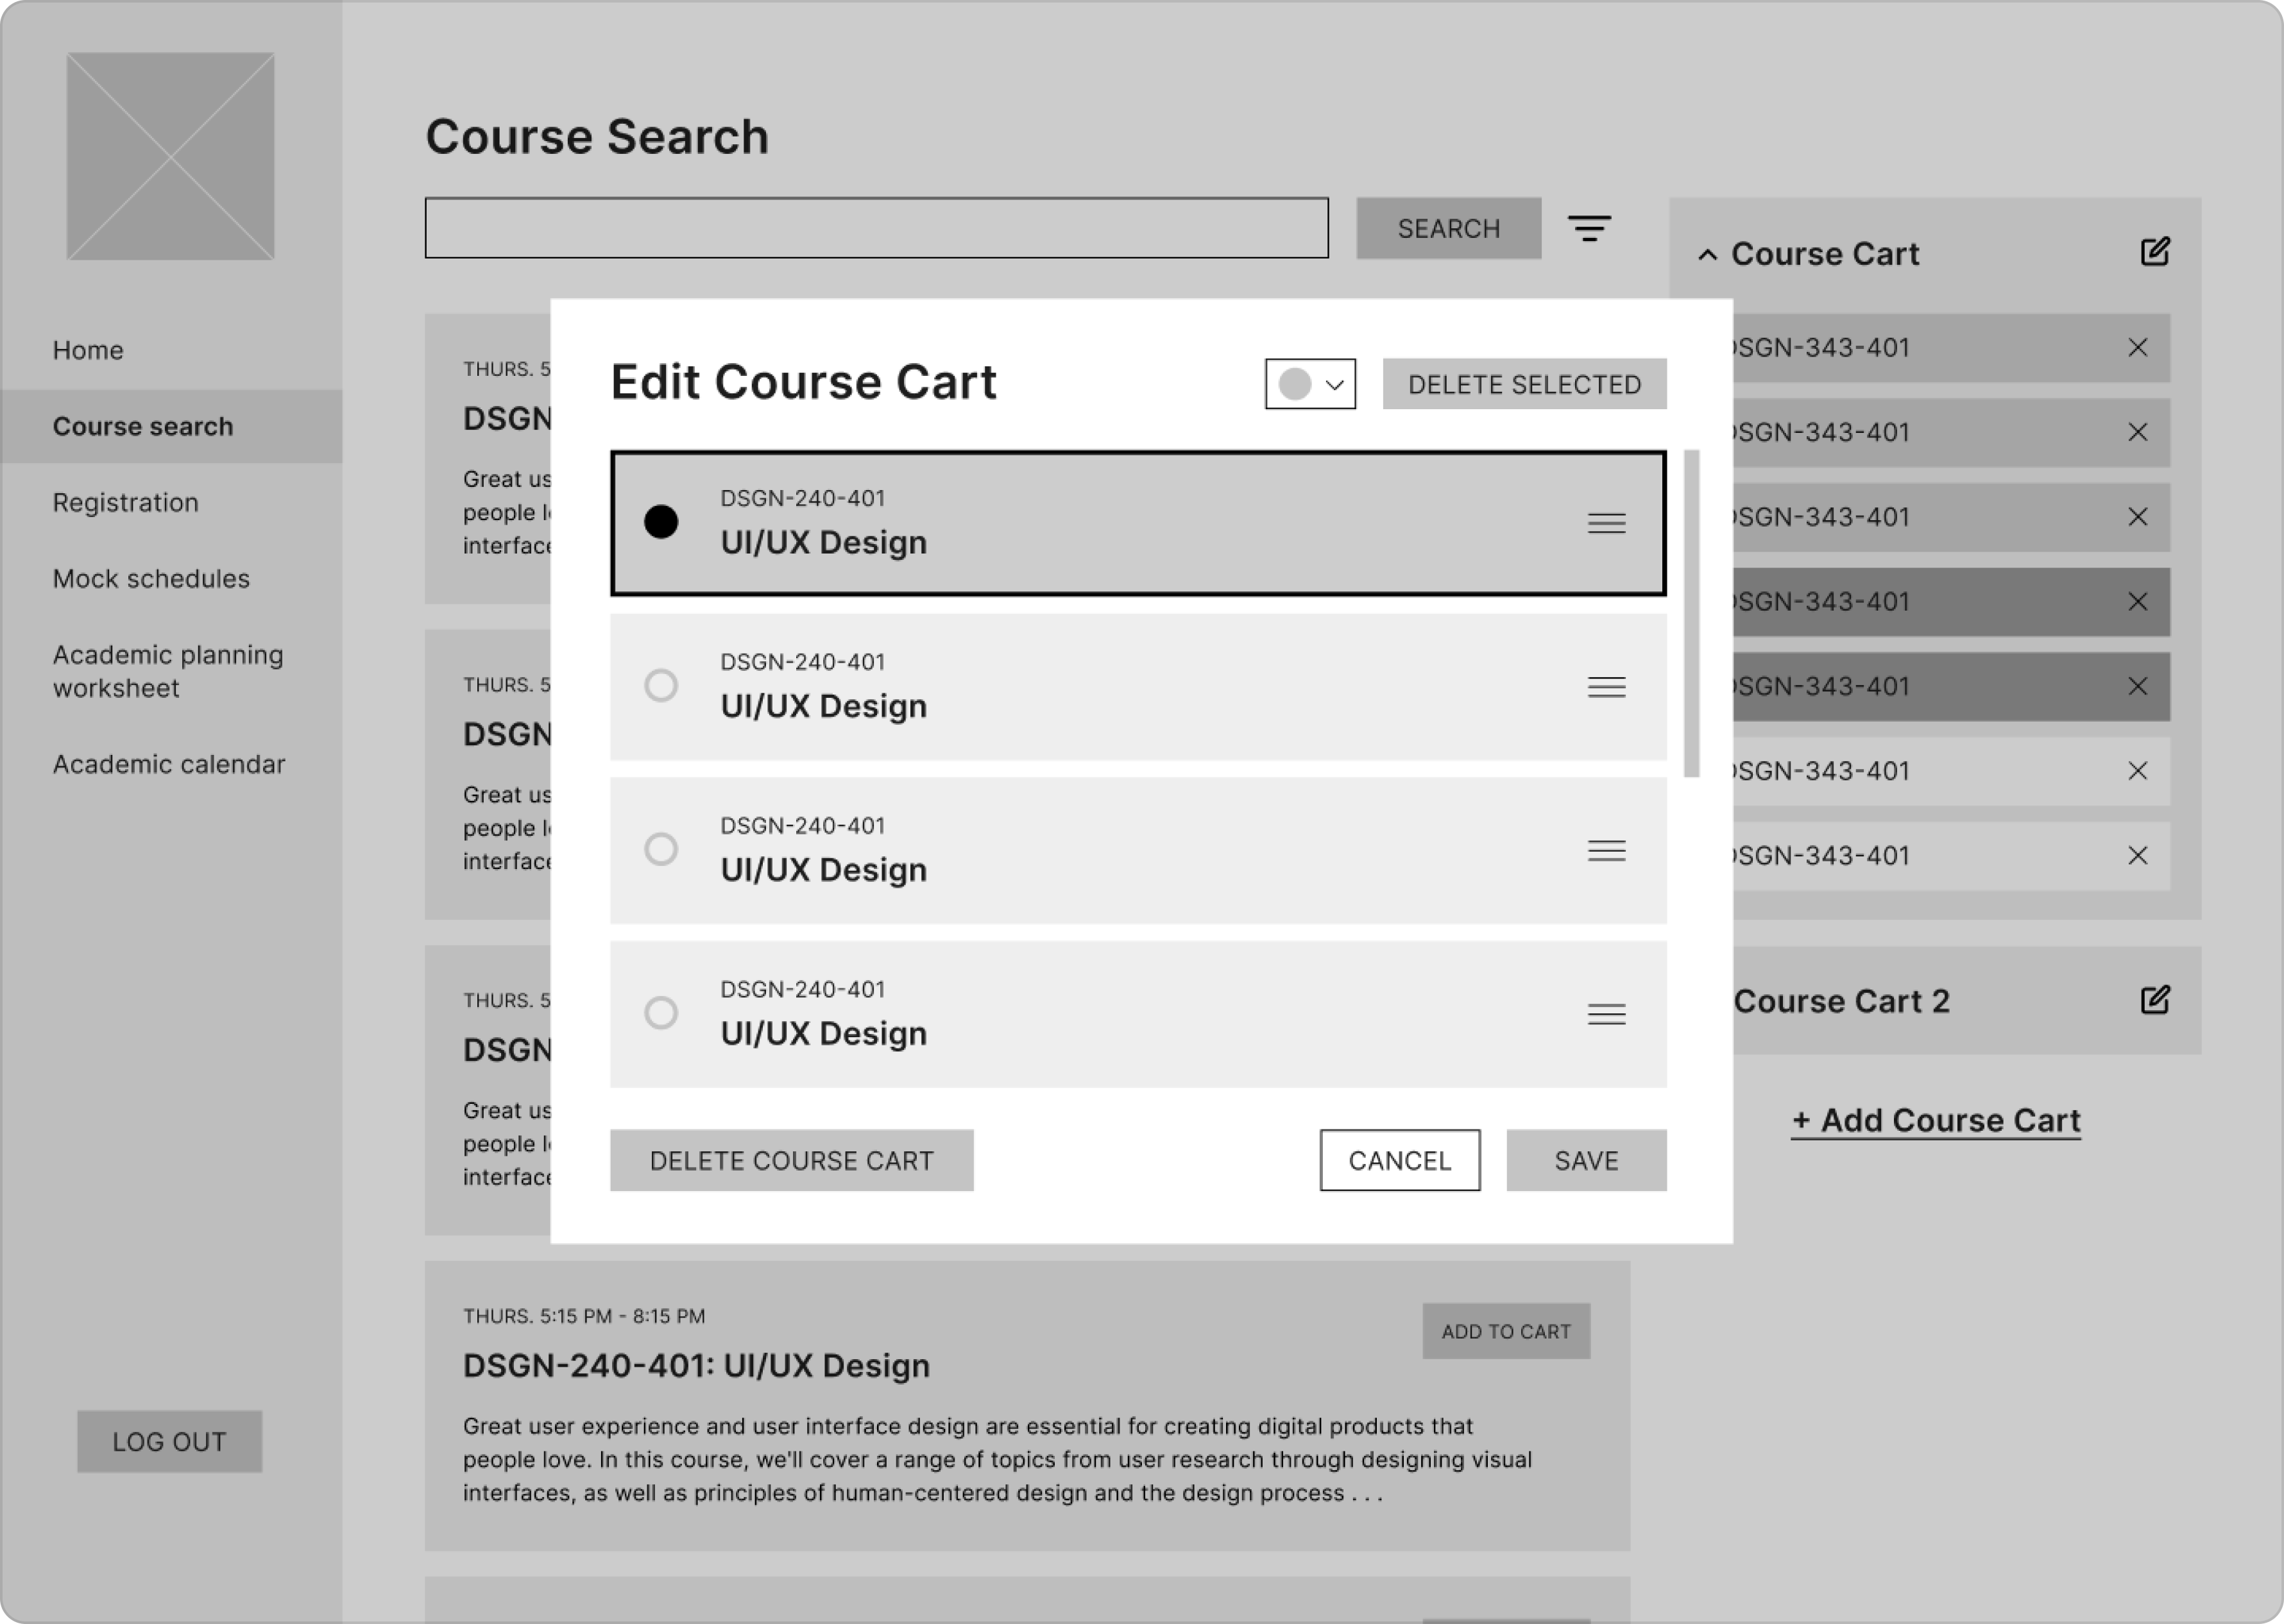 Home
Course search
Registration
Mock schedules
Academic planning
worksheet
Academic calendar
LOG OUT
Course Search
SEARCH
THURS. 5
DSGN
Great us
people l
interface
THURS. 5
DSGN
Great us
people l
interface
THURS. 5
DSGN
Great us
people l
interface
THURS. 5:15 PM - 8:15 PM
ADD TO CART
DSGN-240-401: UI/UX Design
Great user experience and user interface design are essential for creating digital products that
people love. In this course, we'll cover a range of topics from user research through designing visual
interfaces, as well as principles of human-centered design and the design process . . .
Edit Course Cart
DELETE SELECTED
DSGN-240-401
UI/UX Design
DSGN-240-401
UI/UX Design
DSGN-240-401
UI/UX Design
DSGN-240-401
UI/UX Design
DELETE COURSE CART
CANCEL
SAVE
Course Cart
SGN-343-401
SGN-343-401
SGN-343-401
SGN-343-401
SGN-343-401
SGN-343-401
SGN-343-401
Course Cart 2
+ Add Course Cart